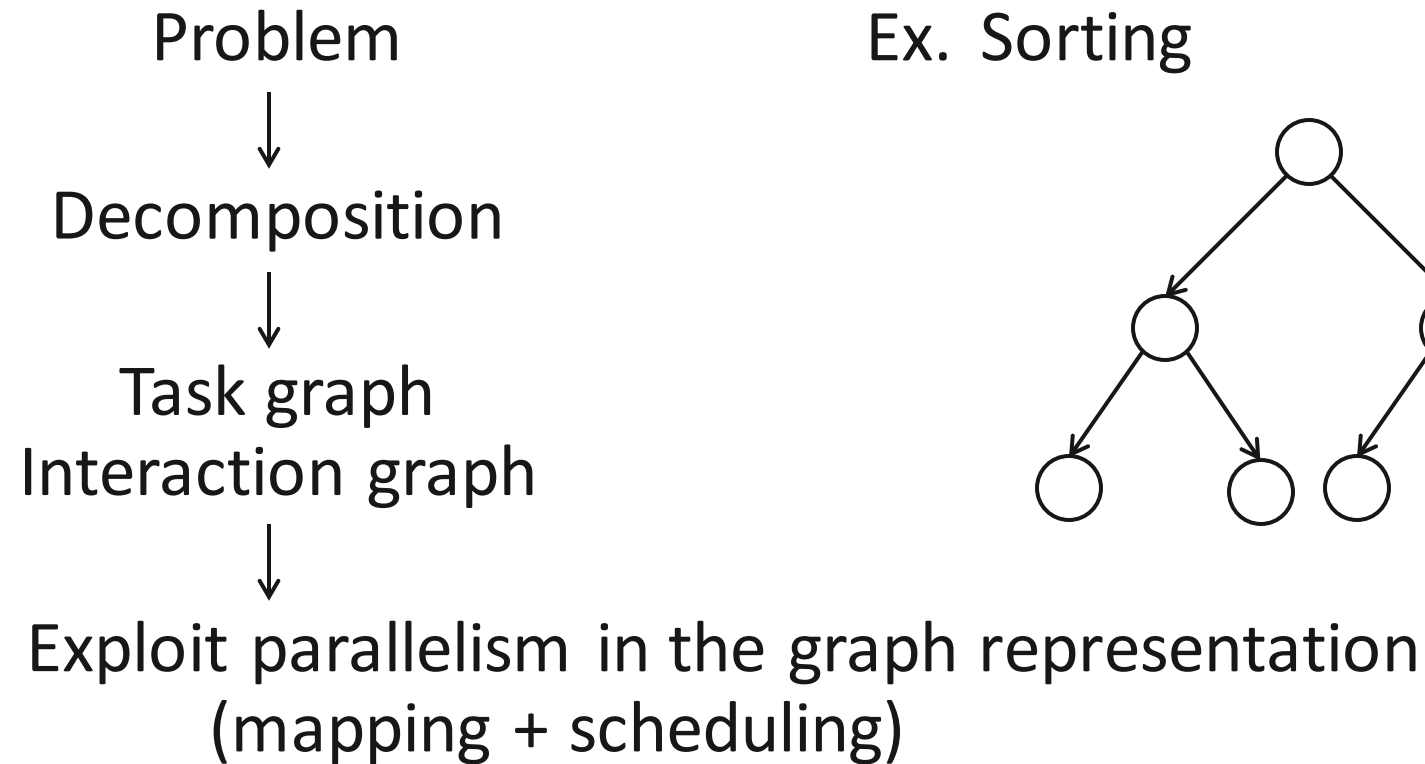 Problem
Ex. Sorting
Decomposition
Task graph
Interaction graph
Exploit parallelism in the graph representation
(mapping + scheduling)